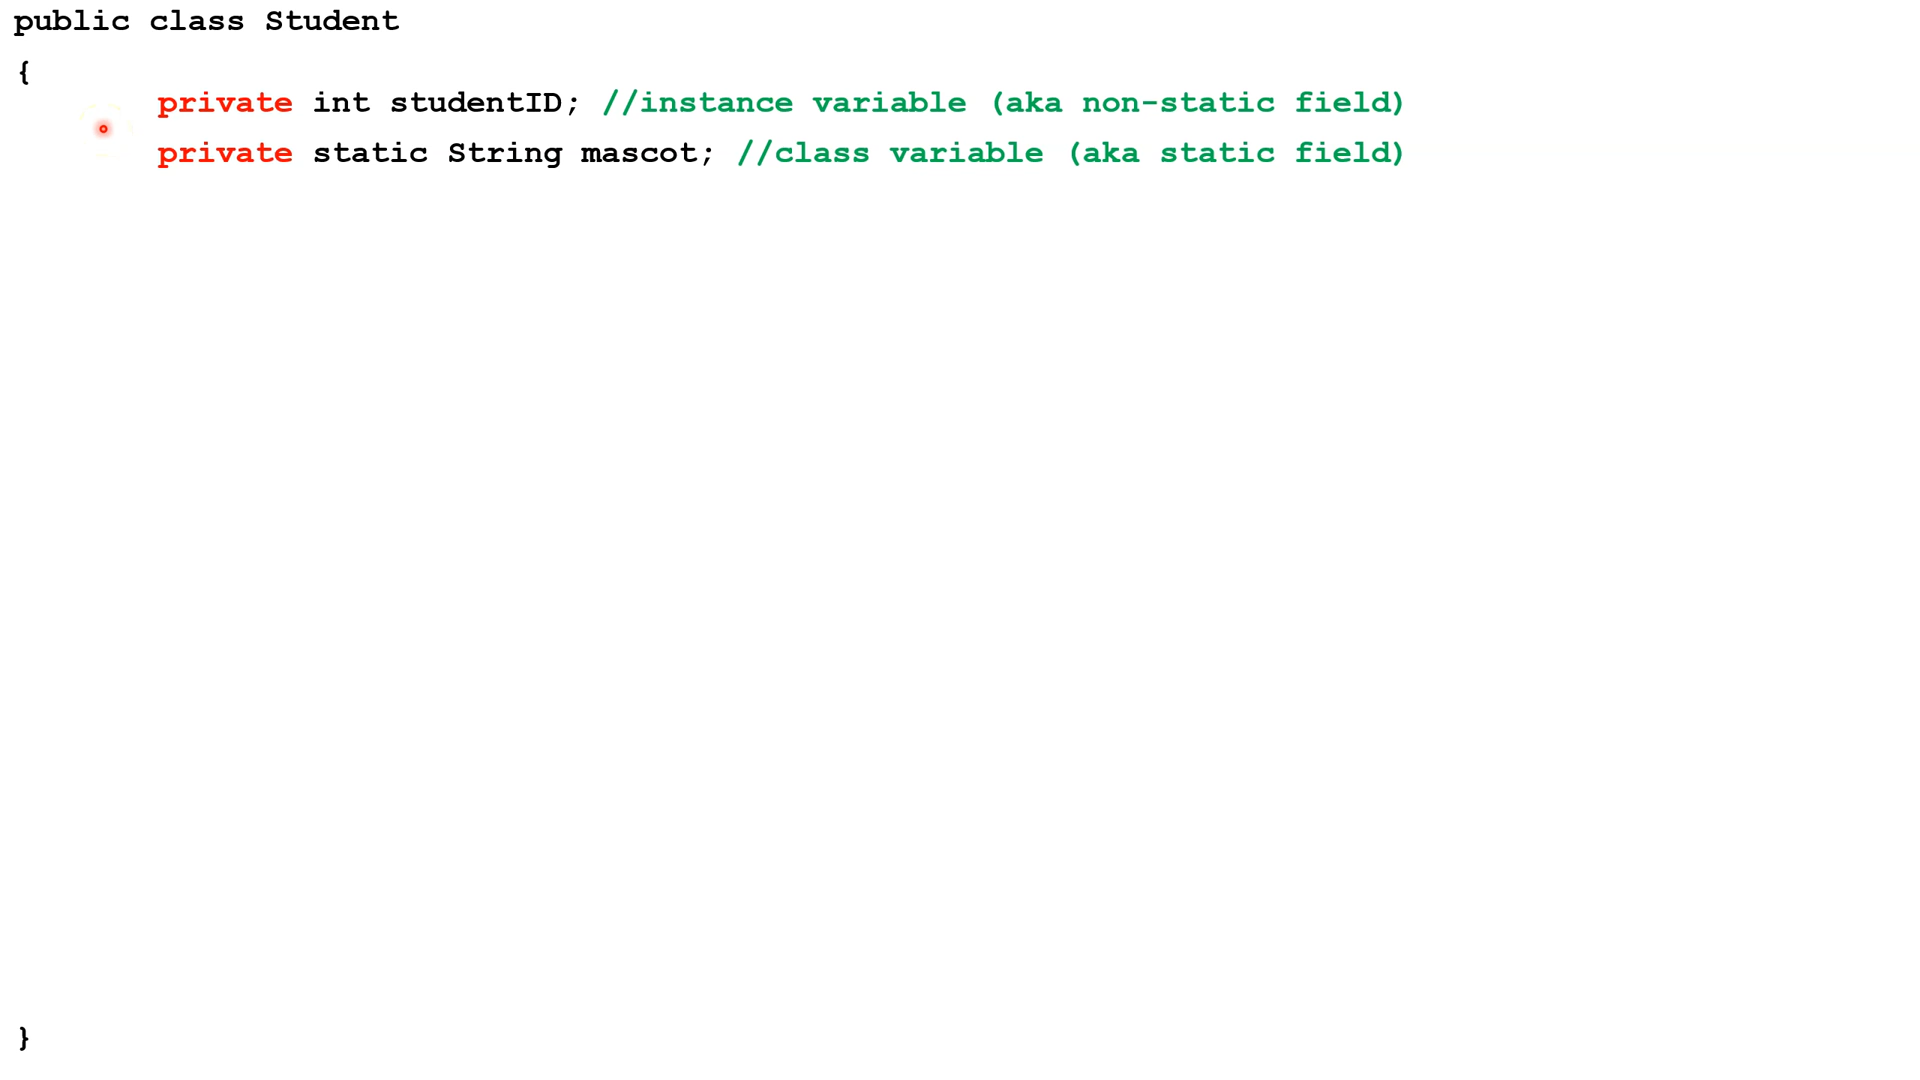 public class Student
{
private int studentID; //instance variable (aka non-static field)
private static String mascot; //class variable (aka static field)
}